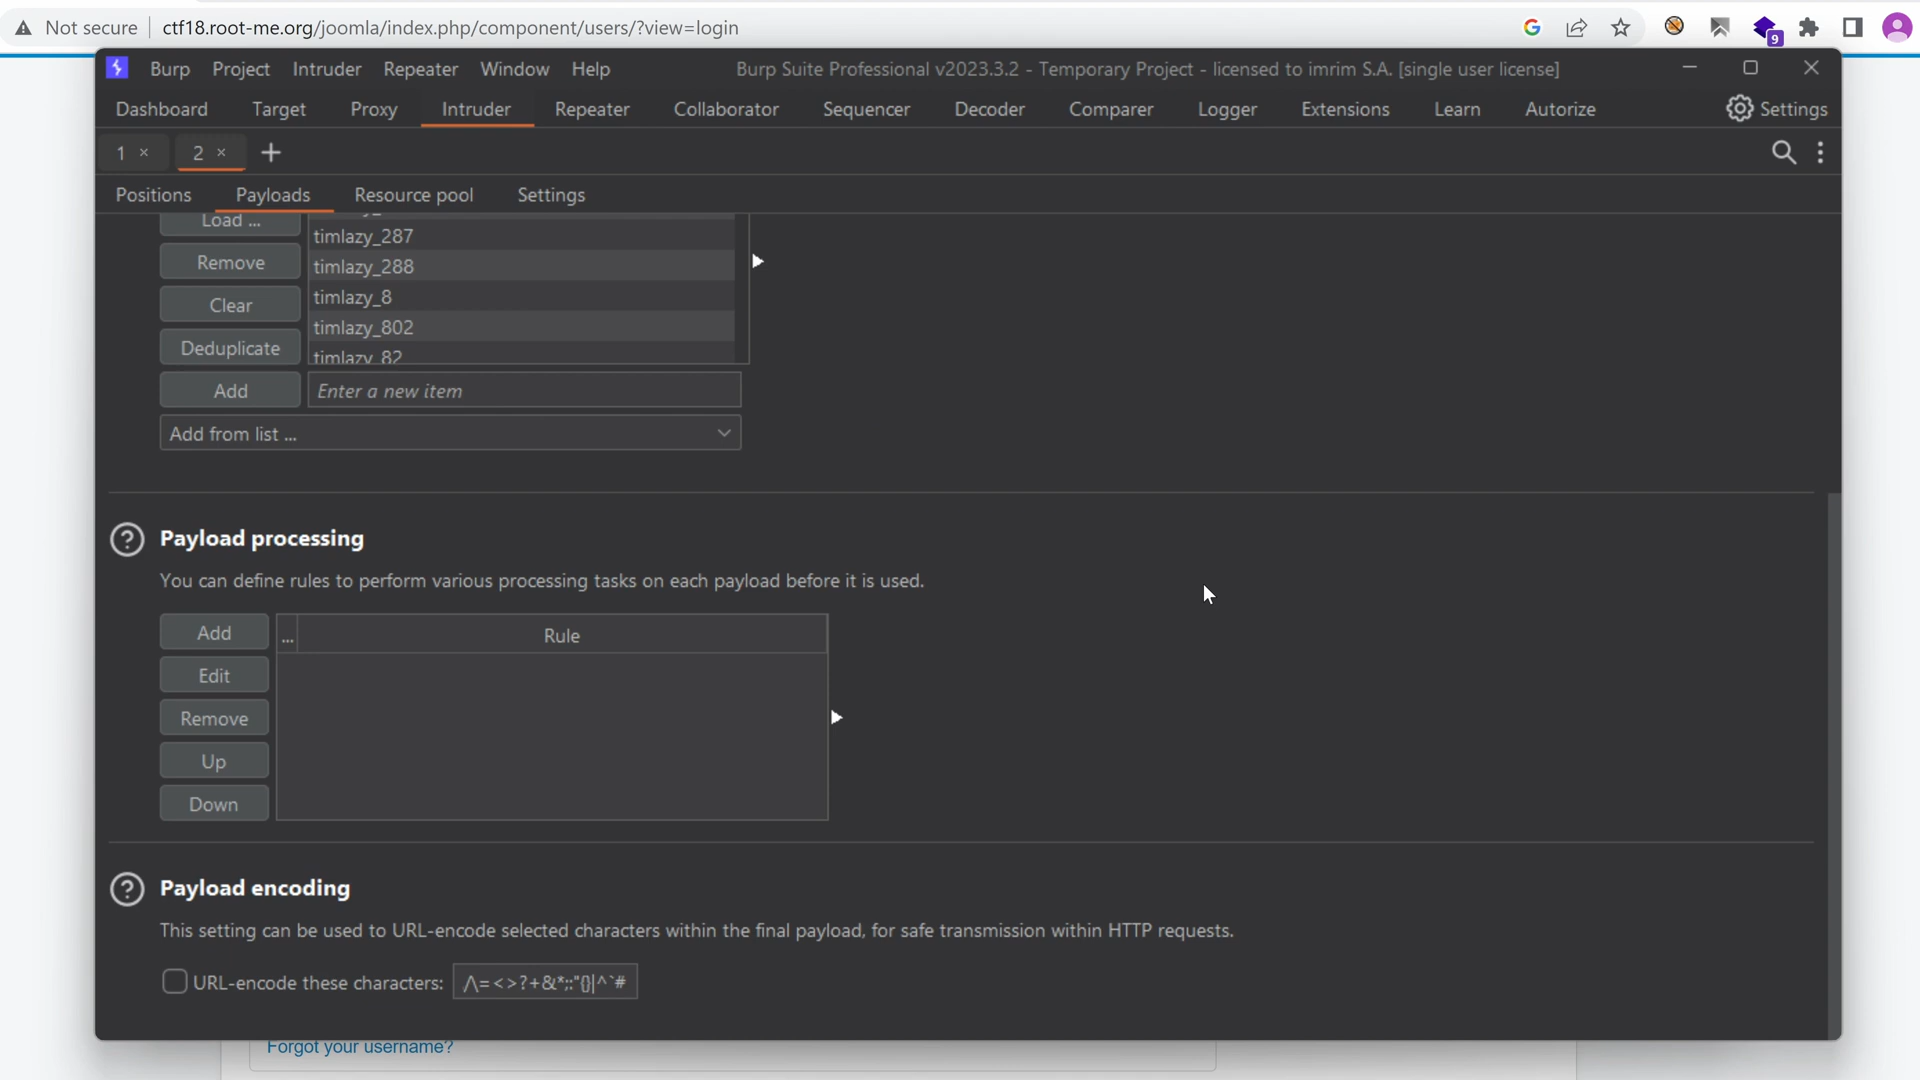 Not secure ctf18.root-me.org/joomla/index.php/component/users/?view=login
9
Burp Project Intruder Repeater Window Help Burp Suite Professional v2023.3.2 - Temporary Project - licensed to imrim S.A. [single user license]
Dashboard Target Proxy Intruder Repeater Collaborator Sequencer Decoder Comparer Logger Extensions Learn Autorize Settings
1 × 2 × +
Positions Payloads Resource pool Settings
Load ...
timlazy_287
Remove
timlazy_288
Clear
timlazy_8
timlazy_802
Deduplicate
timlazy_82
Add Enter a new item
Add from list ...
? Payload processing
You can define rules to perform various processing tasks on each payload before it is used.
Add ... Rule
Edit
Remove
Up
Down
? Payload encoding
This setting can be used to URL-encode selected characters within the final payload, for safe transmission within HTTP requests.
URL-encode these characters: /\=<>?+&*;:"{}|^`#
Forgot your username?